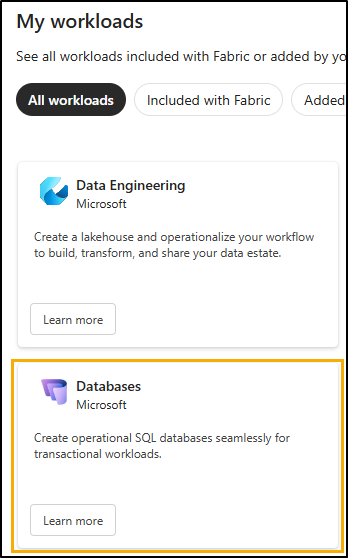 My workloads
See all workloads included with Fabric or added by yo
All workloads
Included with Fabric
Added
Data Engineering
Microsoft
Create a lakehouse and operationalize your workflow
to build, transform, and share your data estate.
Learn more
Databases
Microsoft
Create operational SQL databases seamlessly for
transactional workloads.
Learn more